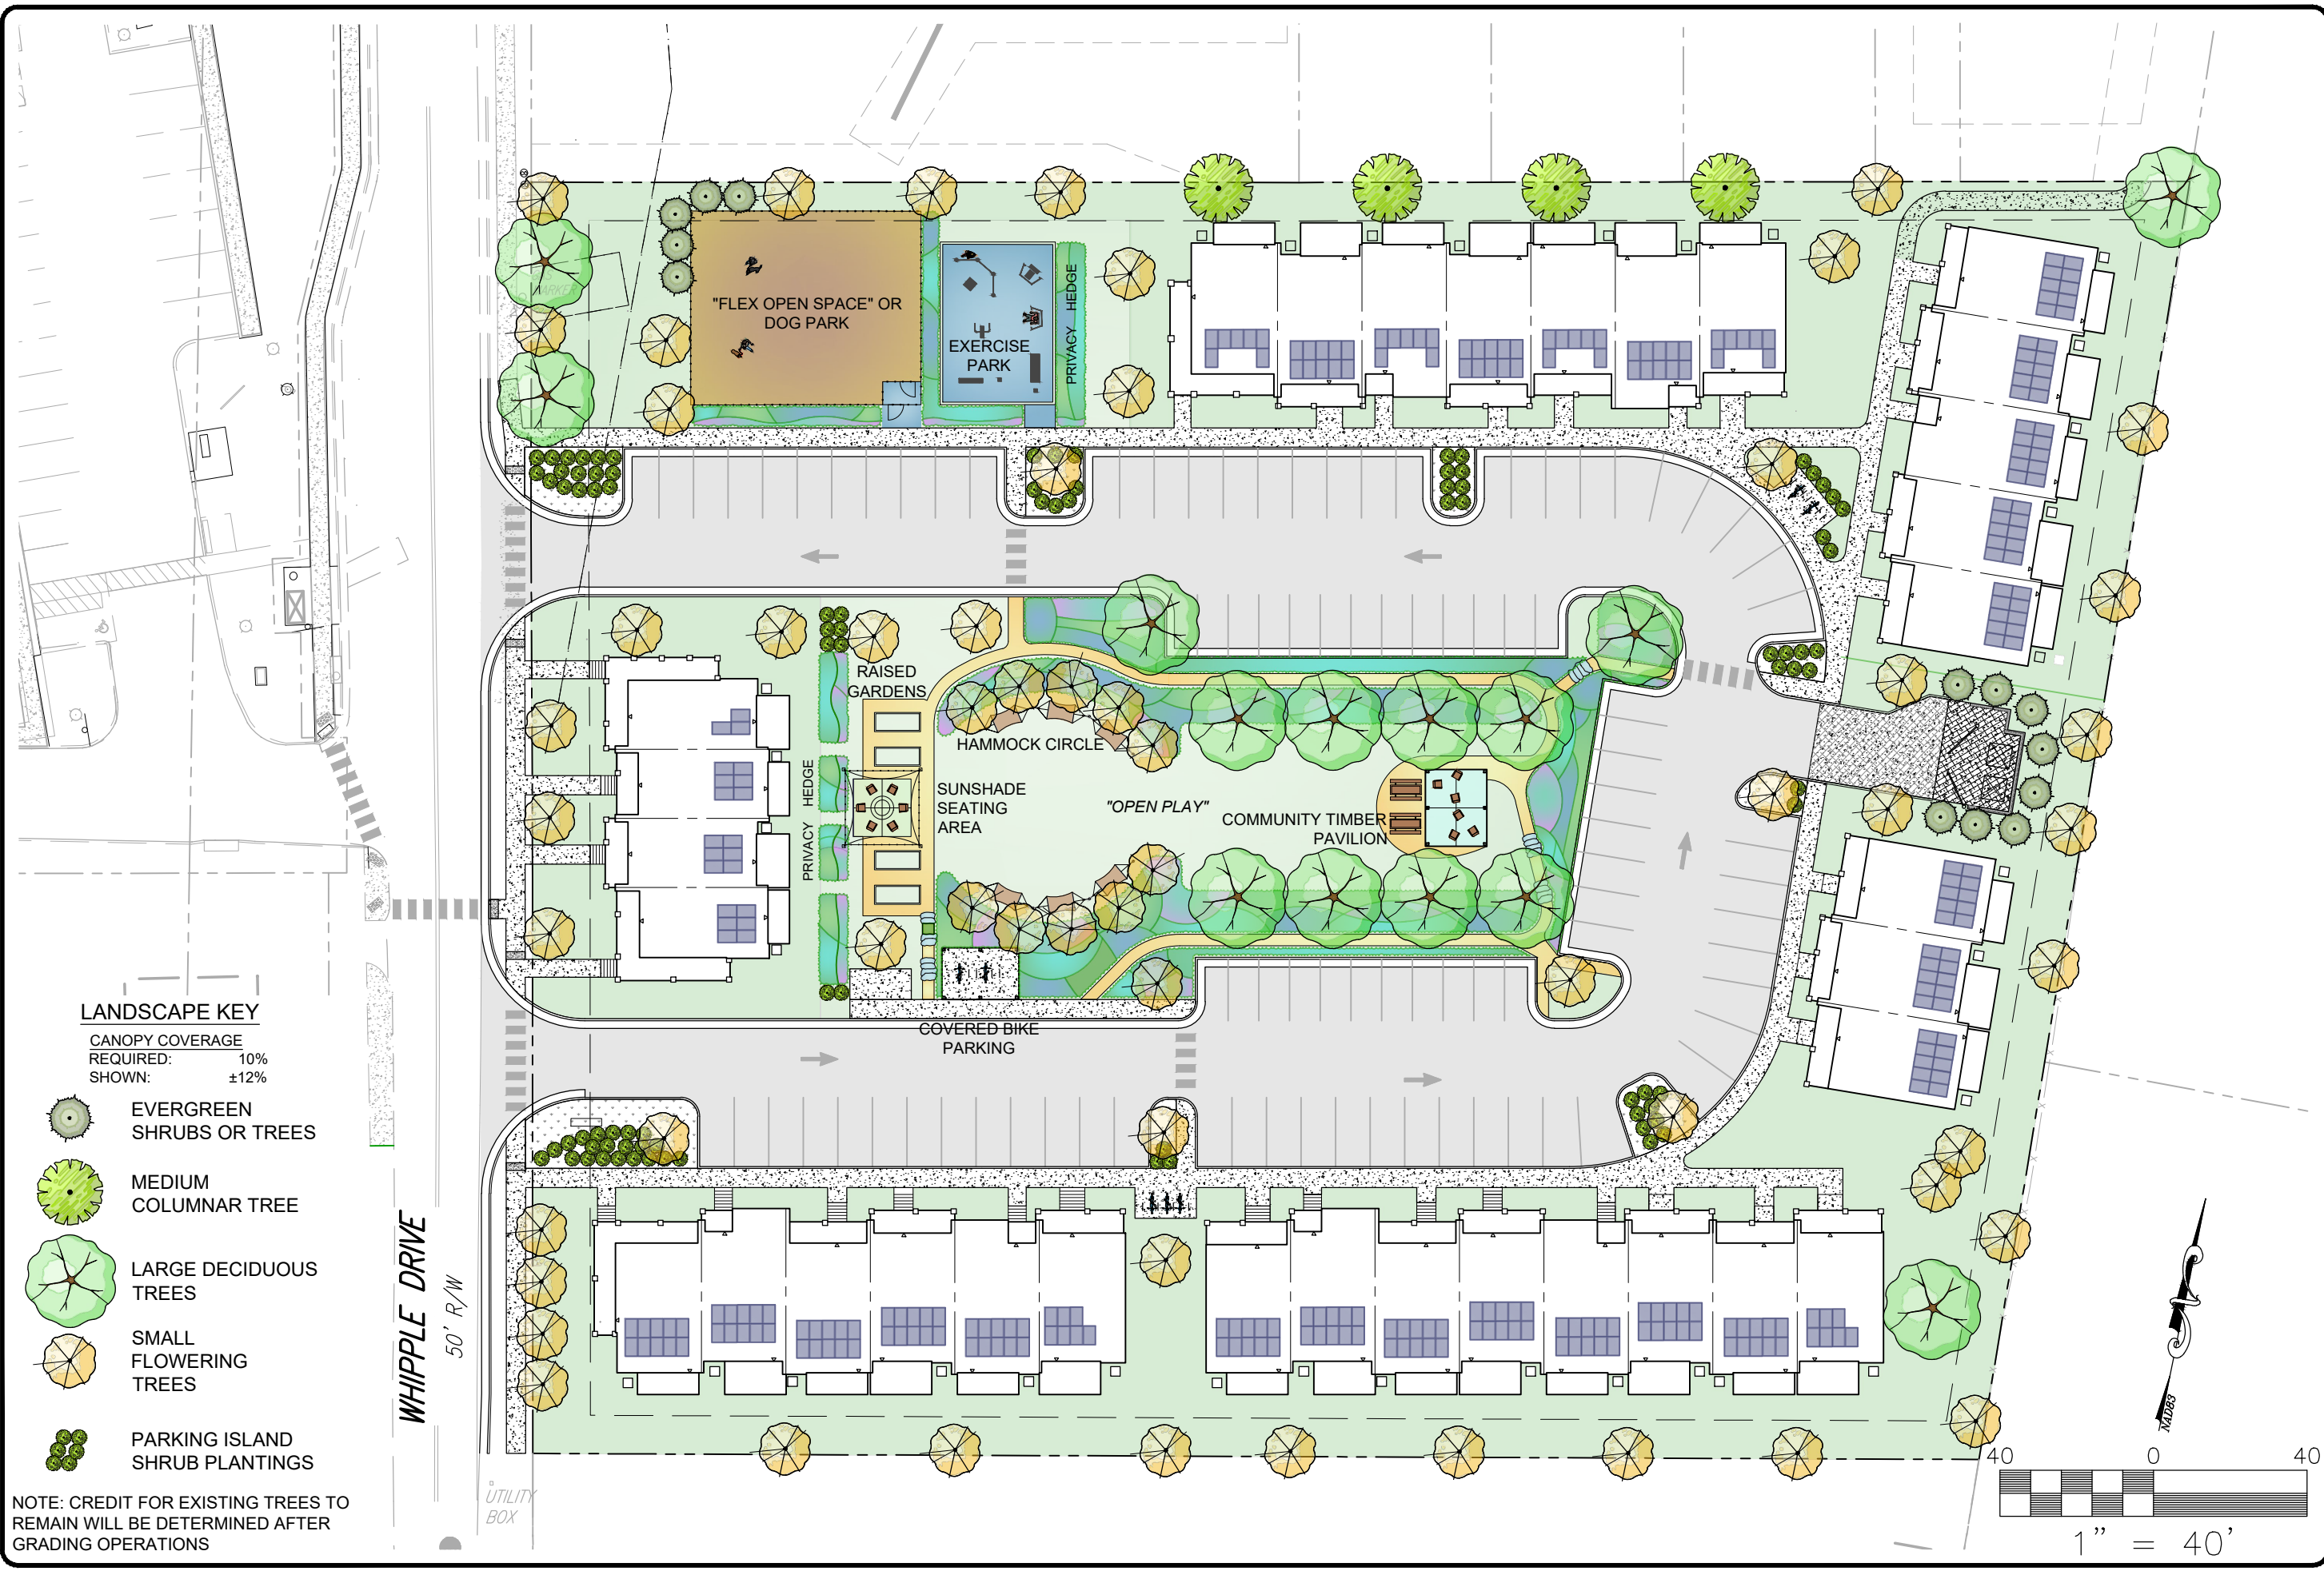 "FLEX OPEN SPACE" OR
DOG PARK
EXERCISE
PARK
PRIVACY HEDGE
RAISED
GARDENS
HAMMOCK CIRCLE
SUNSHADE
SEATING
AREA
"OPEN PLAY"
COMMUNITY TIMBER
PAVILION
PRIVACY HEDGE
COVERED BIKE
PARKING
LANDSCAPE KEY
CANOPY COVERAGE
REQUIRED: 10%
SHOWN: ±12%
EVERGREEN
SHRUBS OR TREES
MEDIUM
COLUMNAR TREE
LARGE DECIDUOUS
TREES
SMALL
FLOWERING
TREES
PARKING ISLAND
SHRUB PLANTINGS
NOTE: CREDIT FOR EXISTING TREES TO
REMAIN WILL BE DETERMINED AFTER
GRADING OPERATIONS
WHIPPLE DRIVE
50' R/W
UTILITY
BOX
NAD83
40 0 40
1" = 40'